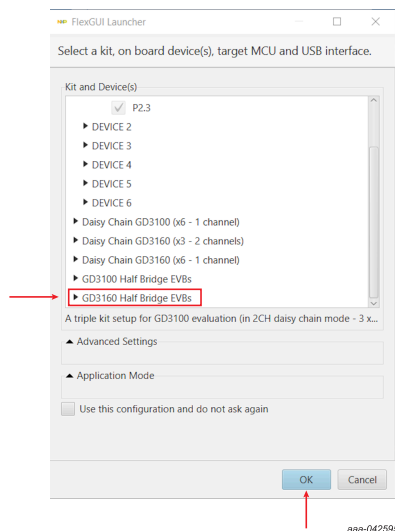 FlexGUI Launcher
Select a kit, on board device(s), target MCU and USB interface.
Kit and Device(s)
P2.3
DEVICE 2
DEVICE 3
DEVICE 4
DEVICE 5
DEVICE 6
Daisy Chain GD3100 (x6 - 1 channel)
Daisy Chain GD3160 (x3 - 2 channels)
Daisy Chain GD3160 (x6 - 1 channel)
GD3100 Half Bridge EVBs
GD3160 Half Bridge EVBs
A triple kit setup for GD3100 evaluation (in 2CH daisy chain mode - 3 x...
Advanced Settings
Application Mode
Use this configuration and do not ask again
OK Cancel